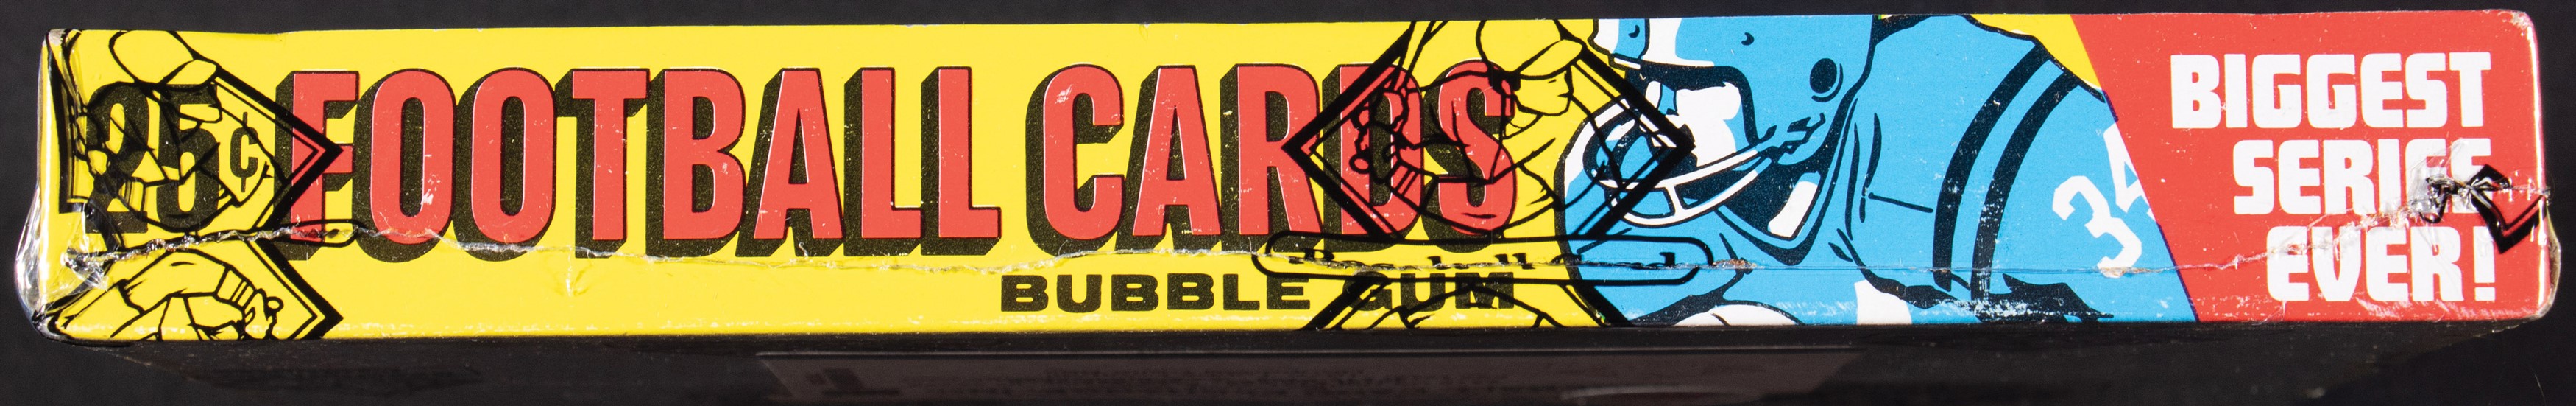 25¢ FOOTBALL CARDS
BUBBLE GUM
34
BIGGEST
SERIES
EVER!